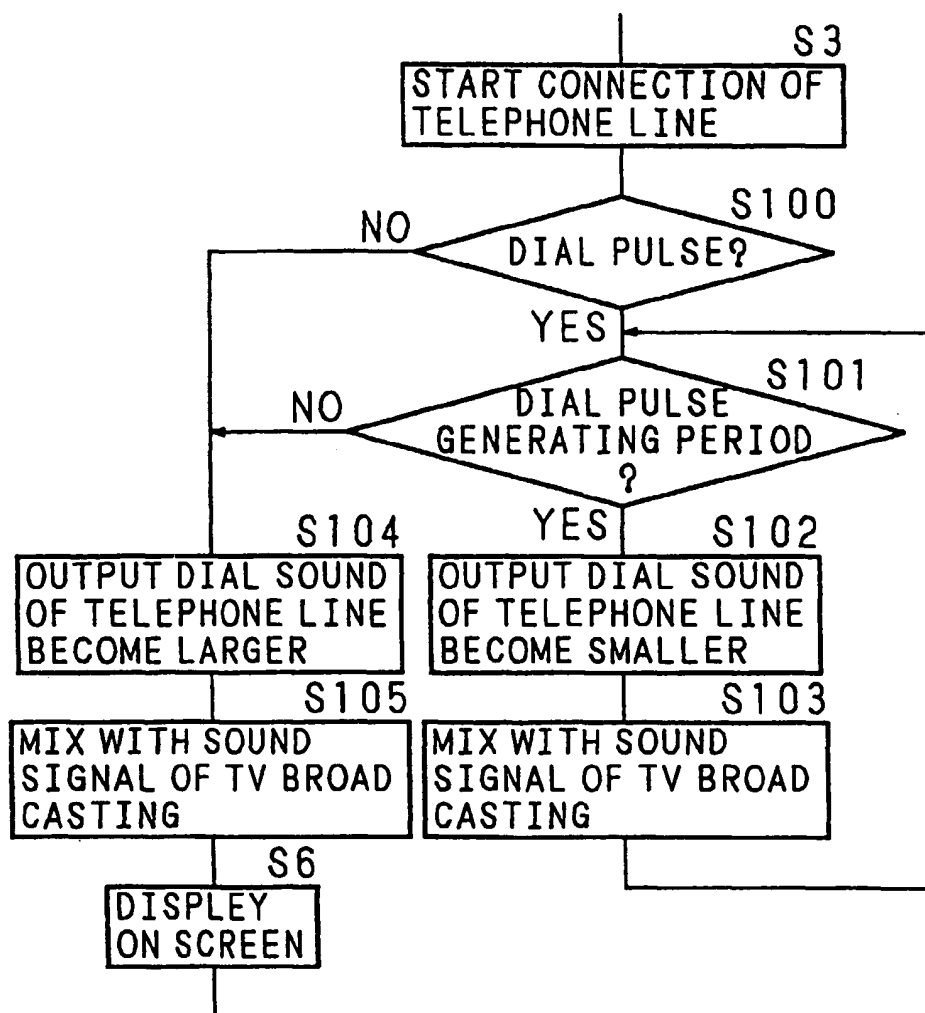 S3
START CONNECTION OF
TELEPHONE LINE
S100
NO
DIAL PULSE?
YES
S101
NO
DIAL PULSE
GENERATING PERIOD
?
YES
S104
OUTPUT DIAL SOUND
OF TELEPHONE LINE
BECOME LARGER
S102
OUTPUT DIAL SOUND
OF TELEPHONE LINE
BECOME SMALLER
S105
MIX WITH SOUND
SIGNAL OF TV BROAD
CASTING
S103
MIX WITH SOUND
SIGNAL OF TV BROAD
CASTING
S6
DISPLEY
ON SCREEN